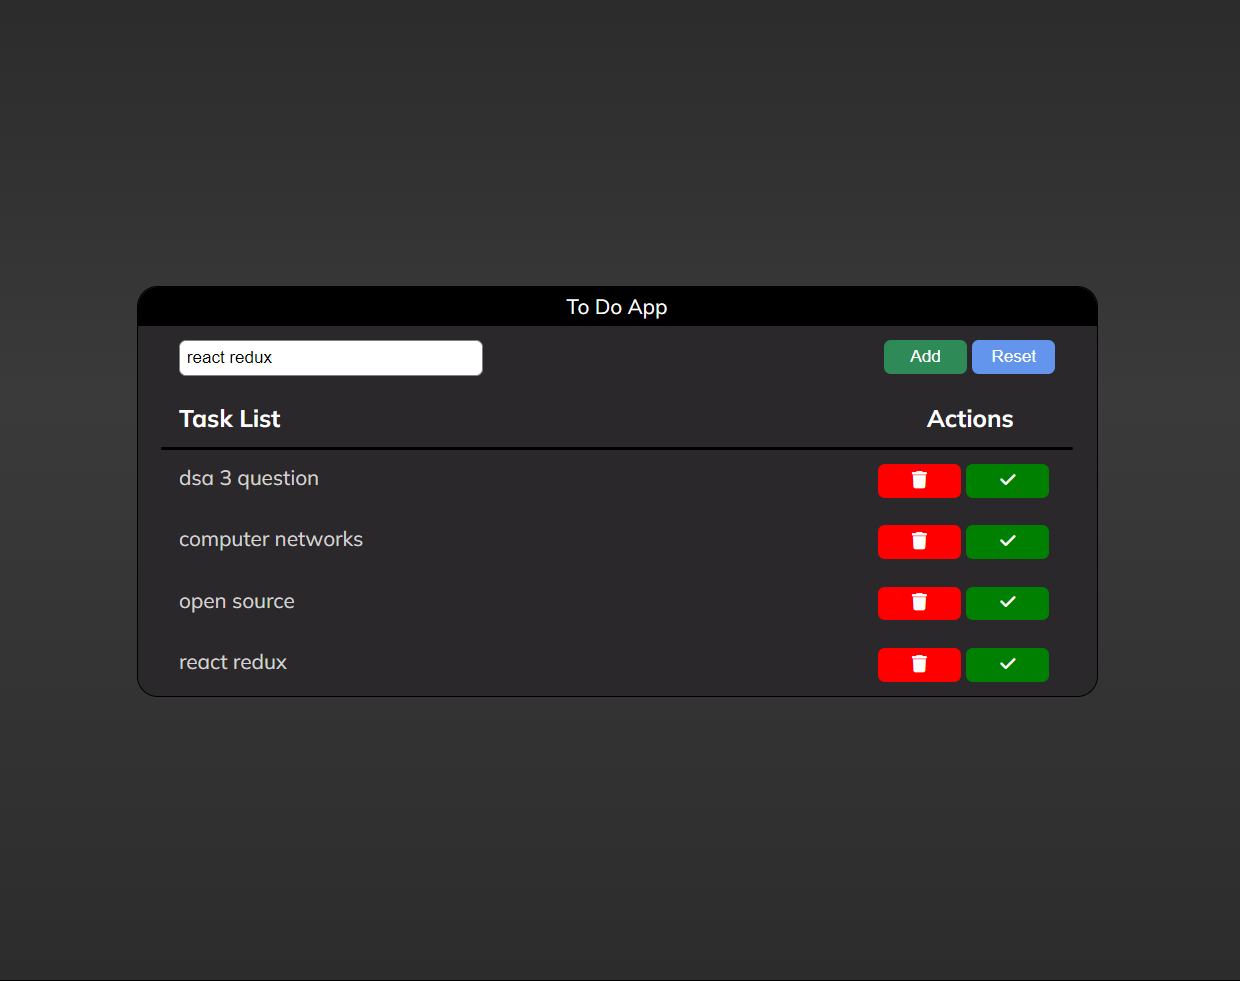 To Do App
react redux
Add Reset
Task List Actions
dsa 3 question
computer networks
open source
react redux